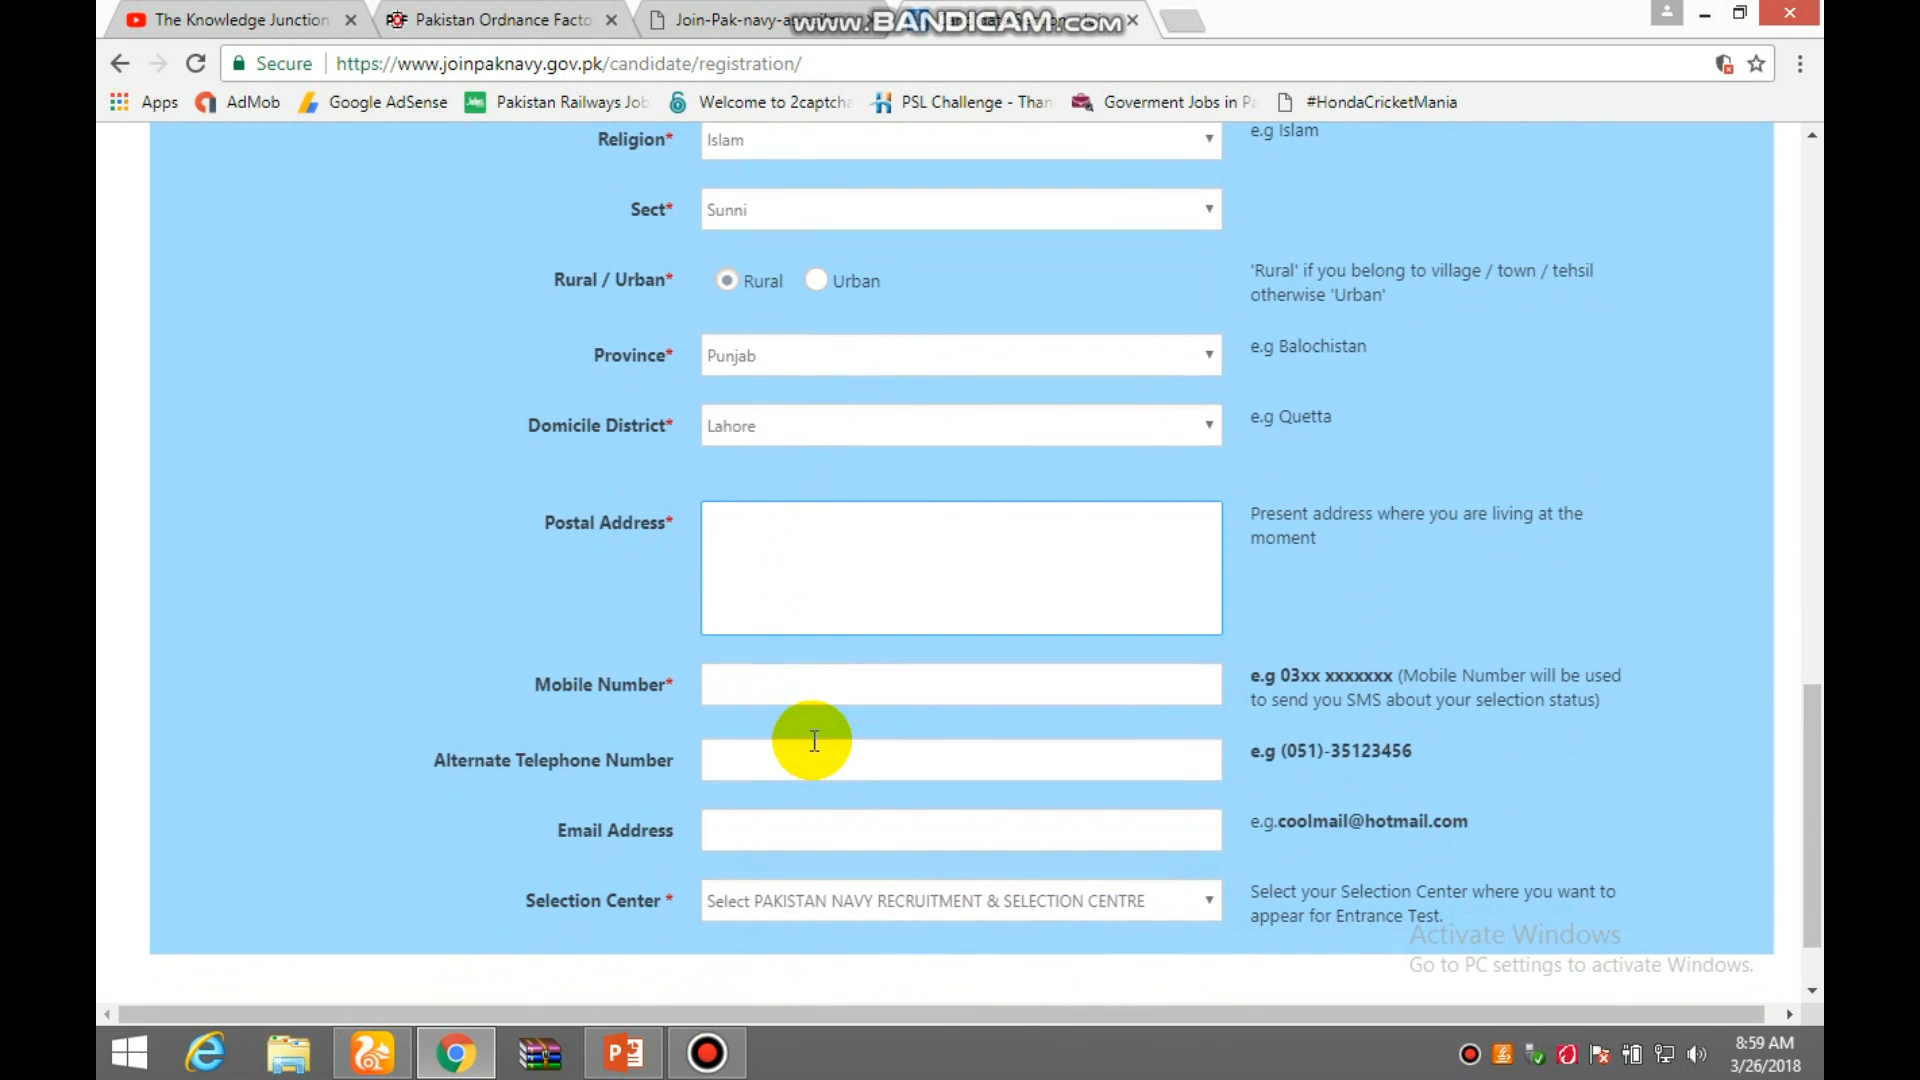 The Knowledge Junction
Pakistan Ordnance Facto
Join-Pak-navy-as
www.BANDICAM.com
Secure
https://www.joinpaknavy.gov.pk/candidate/registration/
Apps
AdMob
Google AdSense
Pakistan Railways Job
Welcome to 2captcha
PSL Challenge - Than
Goverment Jobs in Pa
#HondaCricketMania
Religion*
Islam
e.g Islam
Sect*
Sunni
Rural / Urban*
Rural
Urban
'Rural' if you belong to village / town / tehsil
otherwise 'Urban'
Province*
Punjab
e.g Balochistan
Domicile District*
Lahore
e.g Quetta
Postal Address*
Present address where you are living at the
moment
Mobile Number*
e.g 03xx xxxxxxx (Mobile Number will be used
to send you SMS about your selection status)
Alternate Telephone Number
e.g (051)-35123456
Email Address
e.g.coolmail@hotmail.com
Selection Center *
Select PAKISTAN NAVY RECRUITMENT & SELECTION CENTRE
Select your Selection Center where you want to
appear for Entrance Test.
Activate Windows
Go to PC settings to activate Windows.
8:59 AM
3/26/2018